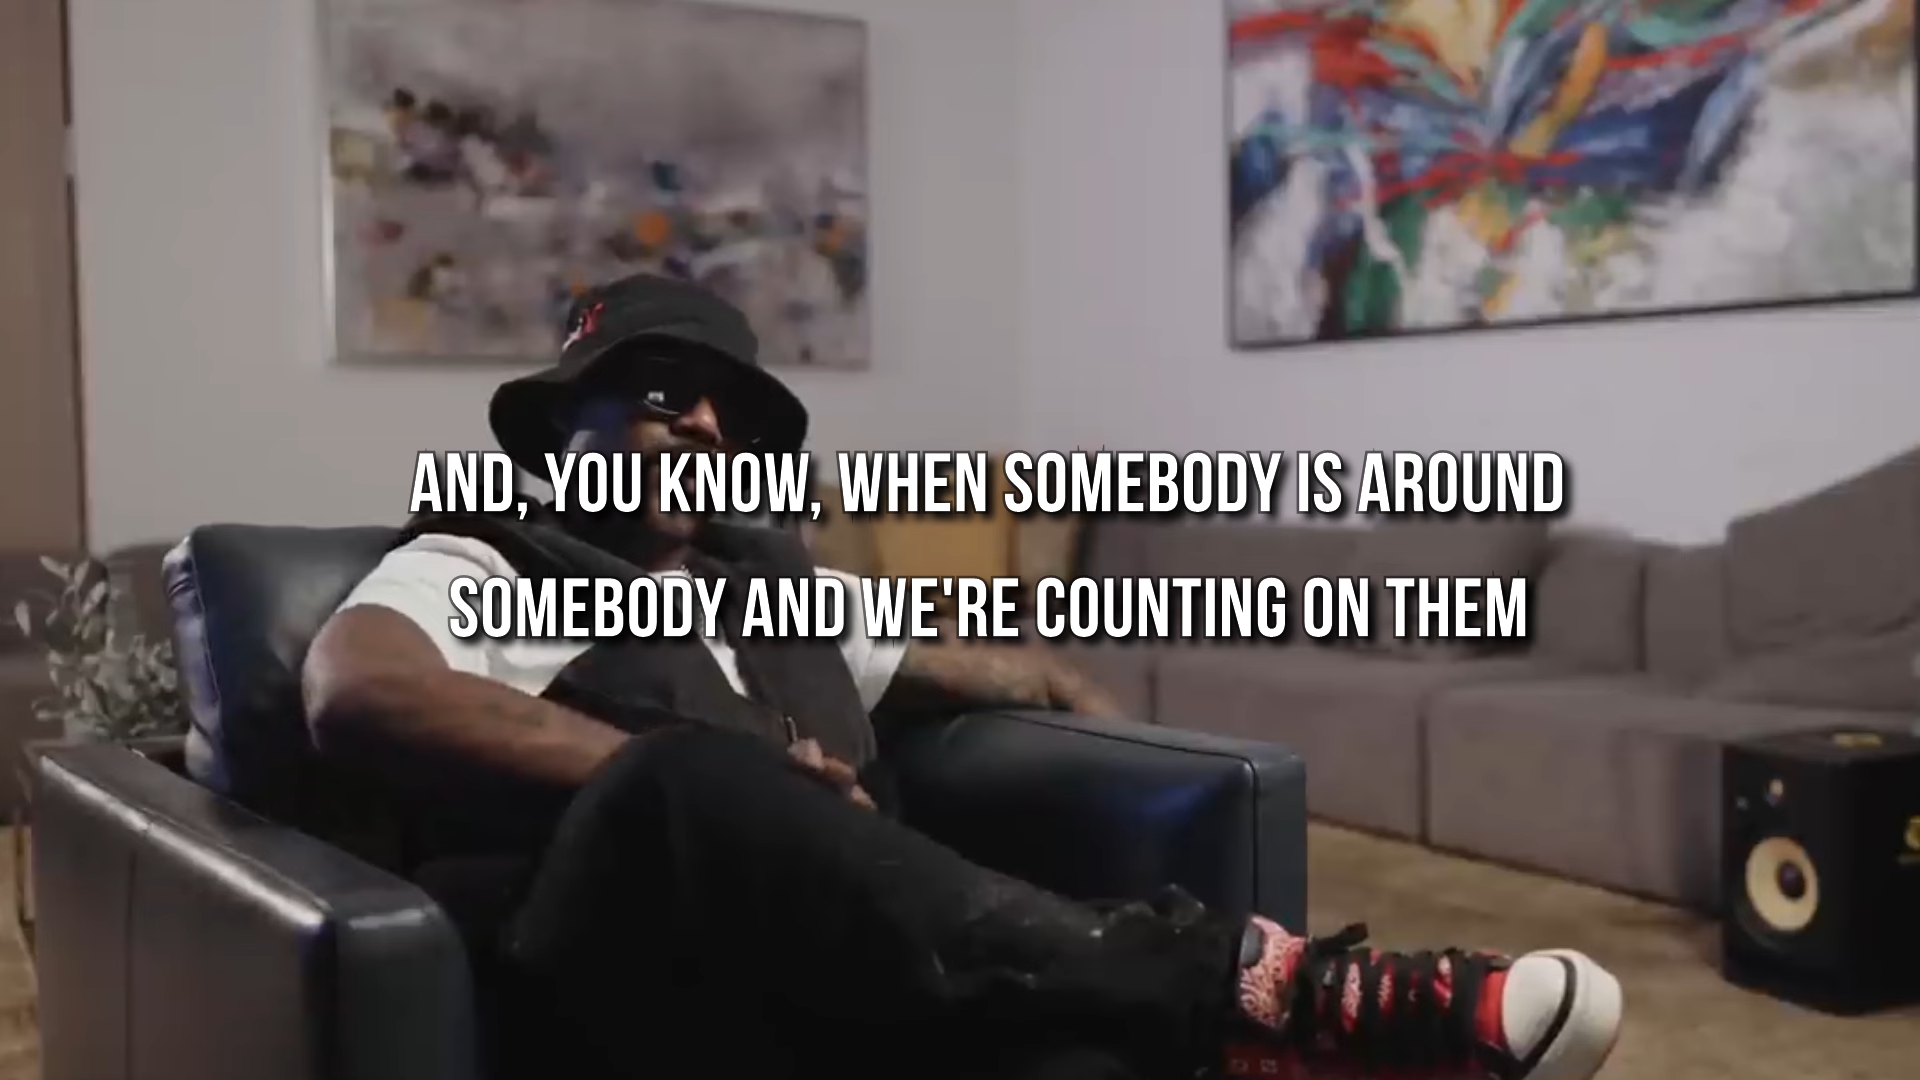 AND, YOU KNOW, WHEN SOMEBODY IS AROUND
SOMEBODY AND WE'RE COUNTING ON THEM